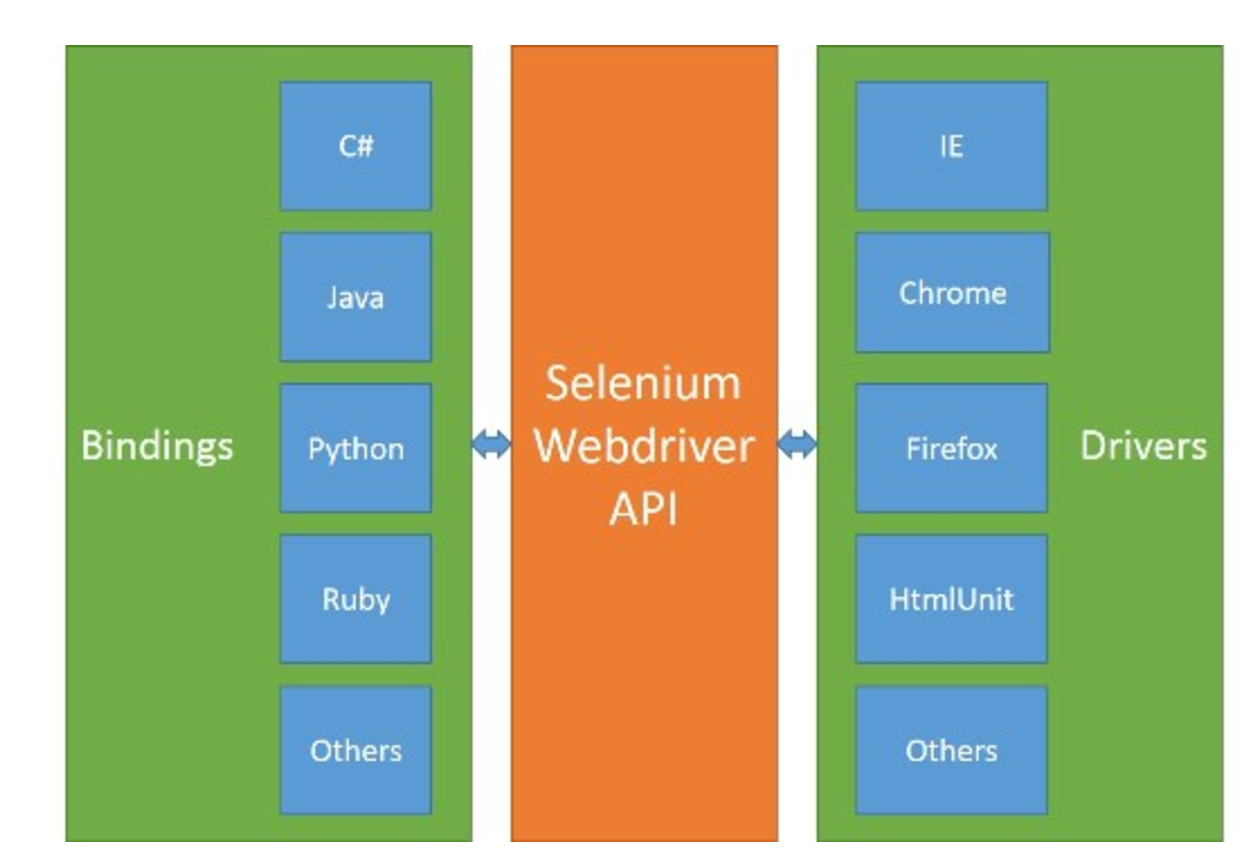 Bindings
C#
Java
Python
Ruby
Others
Selenium
Webdriver
API
IE
Chrome
Firefox
HtmlUnit
Others
Drivers